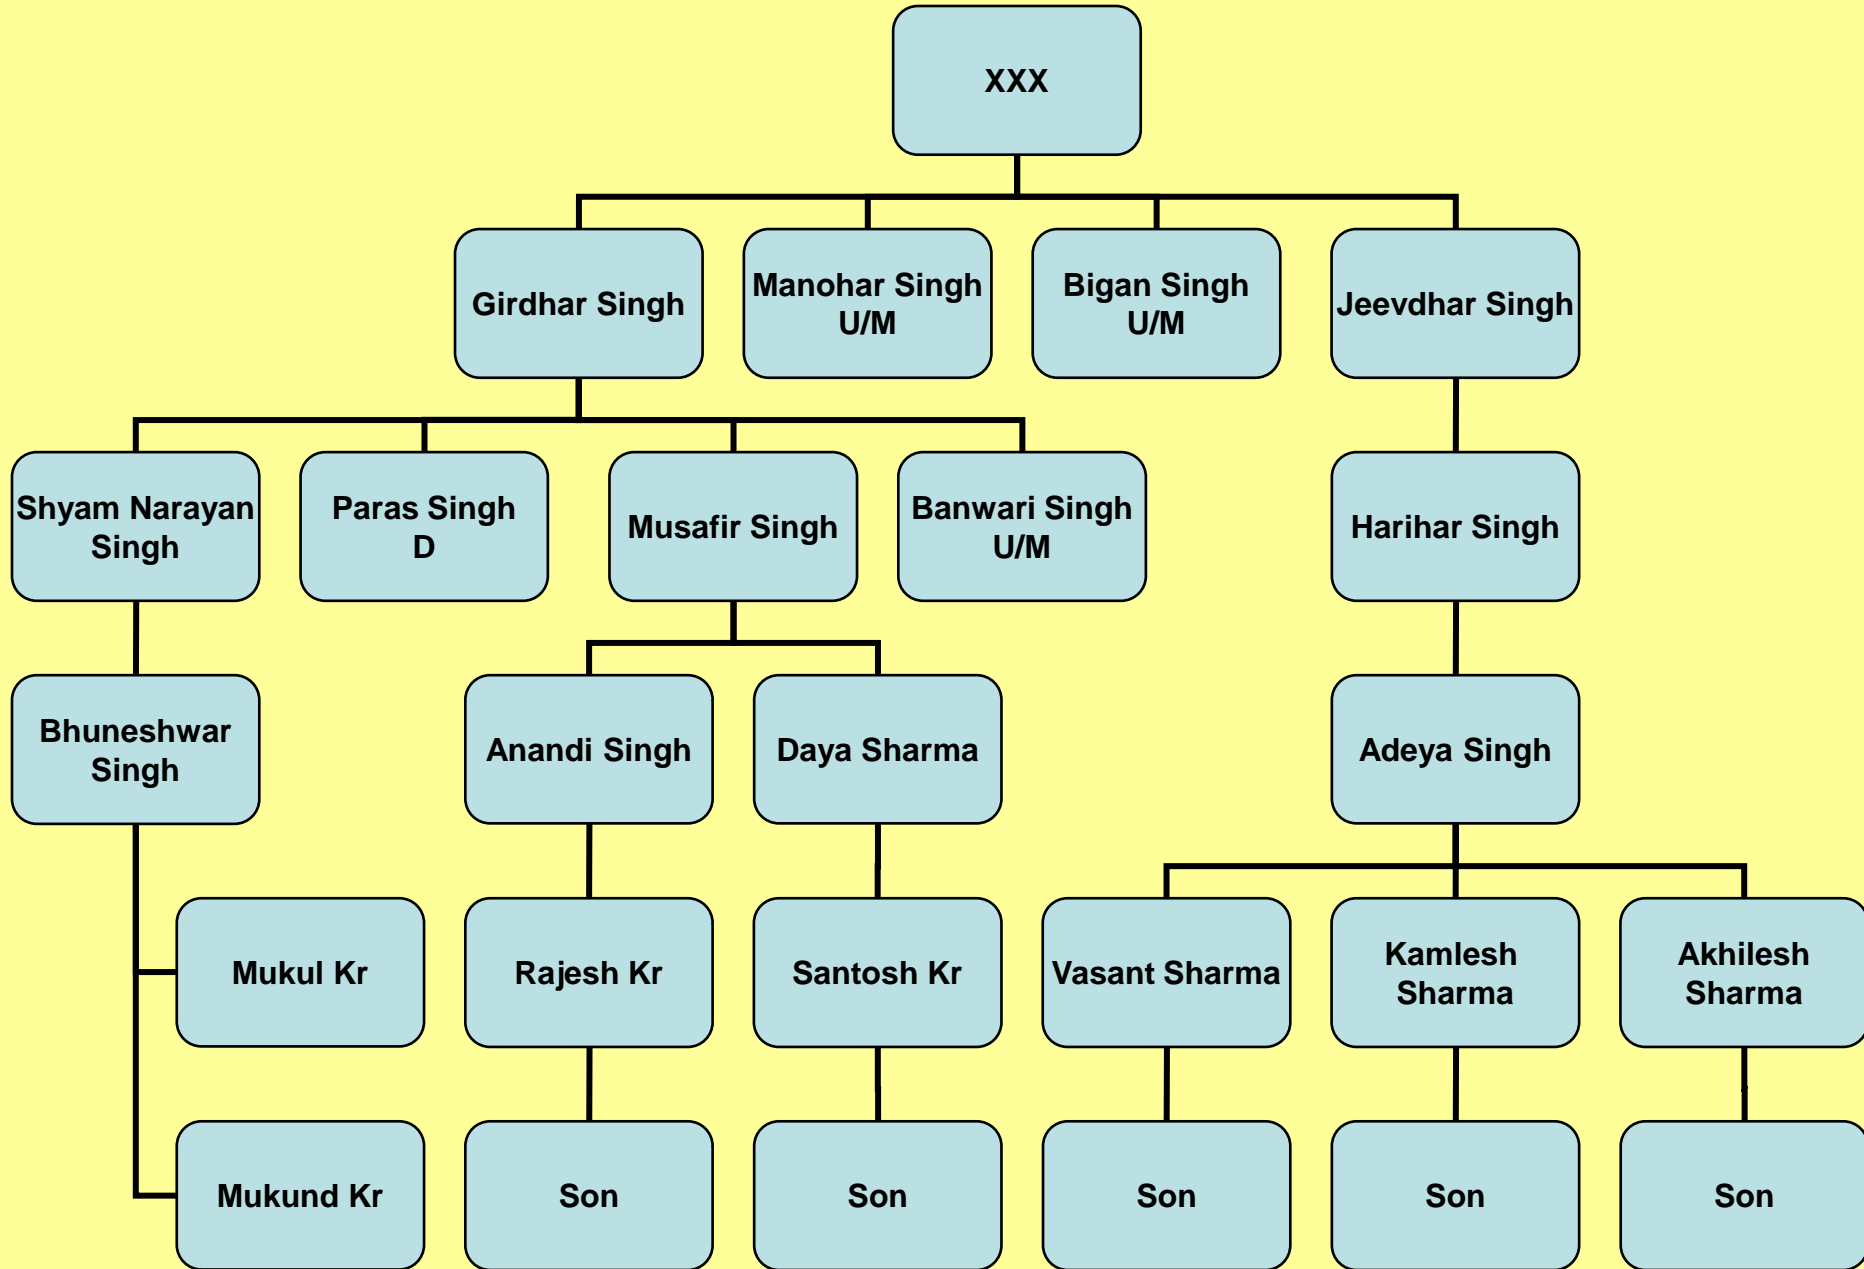 XXX
Girdhar Singh
Manohar Singh
U/M
Bigan Singh
U/M
Jeevdhar Singh
Shyam Narayan
Singh
Paras Singh
D
Musafir Singh
Banwari Singh
U/M
Harihar Singh
Bhuneshwar
Singh
Anandi Singh
Daya Sharma
Adeya Singh
Mukul Kr
Rajesh Kr
Santosh Kr
Vasant Sharma
Kamlesh
Sharma
Akhilesh
Sharma
Mukund Kr
Son
Son
Son
Son
Son